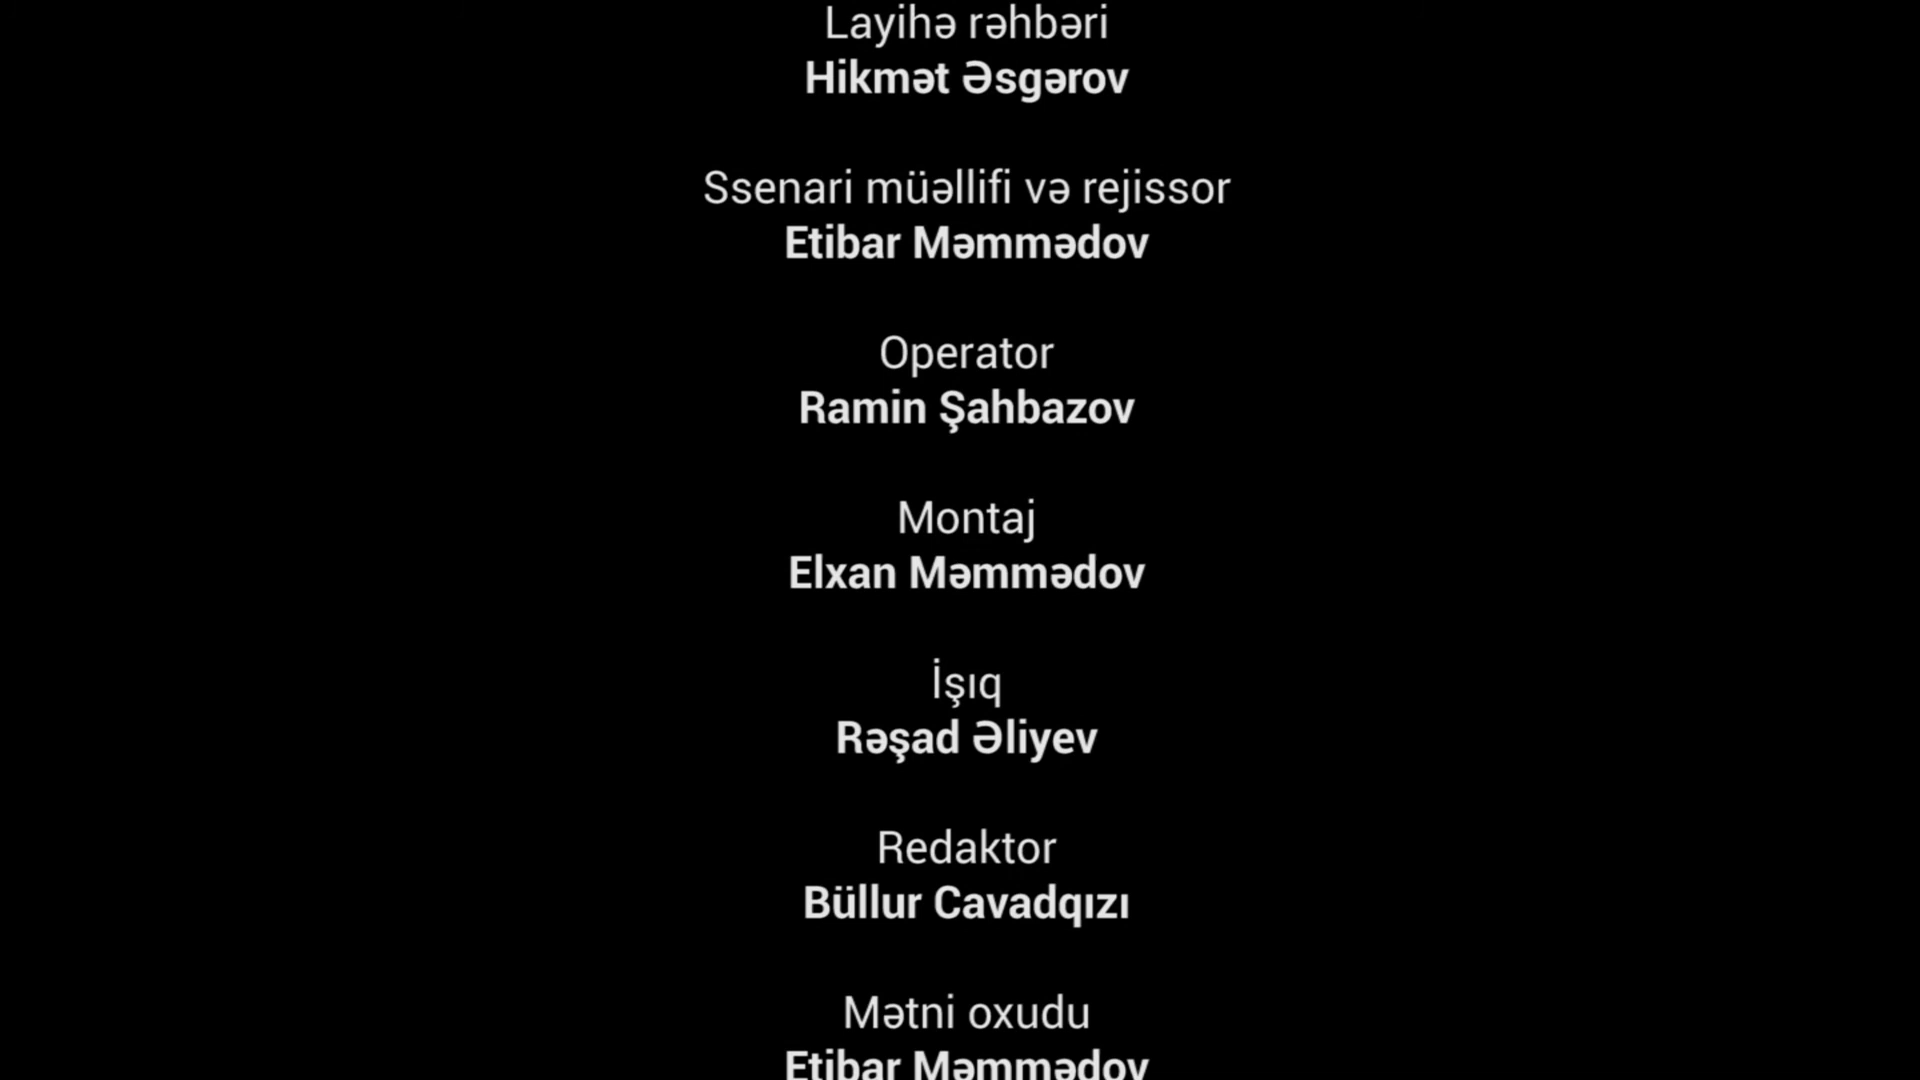 Layihə rəhbəri
Hikmət Əsgərov
Ssenari müəllifi və rejissor
Etibar Məmmədov
Operator
Ramin Şahbazov
Montaj
Elxan Məmmədov
İşıq
Rəşad Əliyev
Redaktor
Büllur Cavadqızı
Mətni oxudu
Etibar Məmmədov